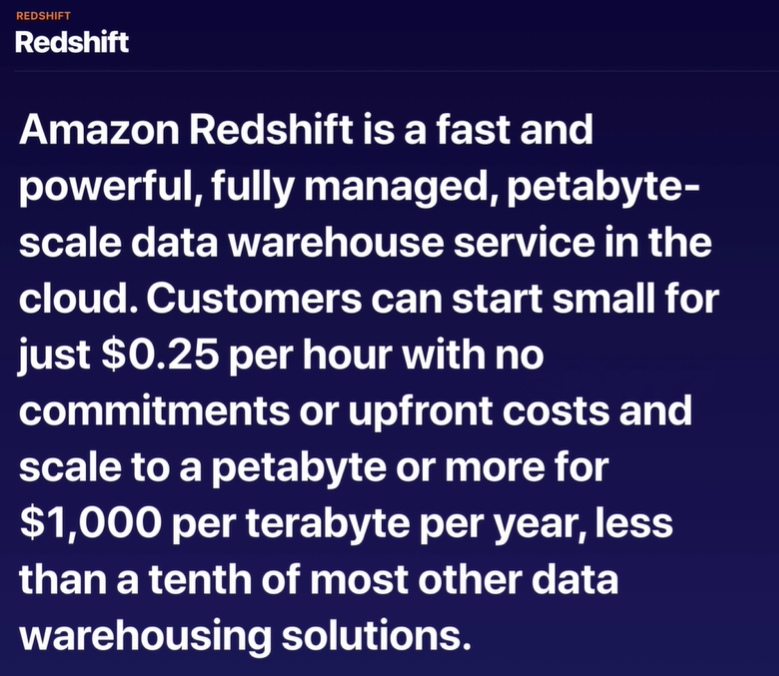 REDSHIFT
Redshift
Amazon Redshift is a fast and
powerful, fully managed, petabyte-
scale data warehouse service in the
cloud. Customers can start small for
just $0.25 per hour with no
commitments or upfront costs and
scale to a petabyte or more for
$1,000 per terabyte per year, less
than a tenth of most other data
warehousing solutions.